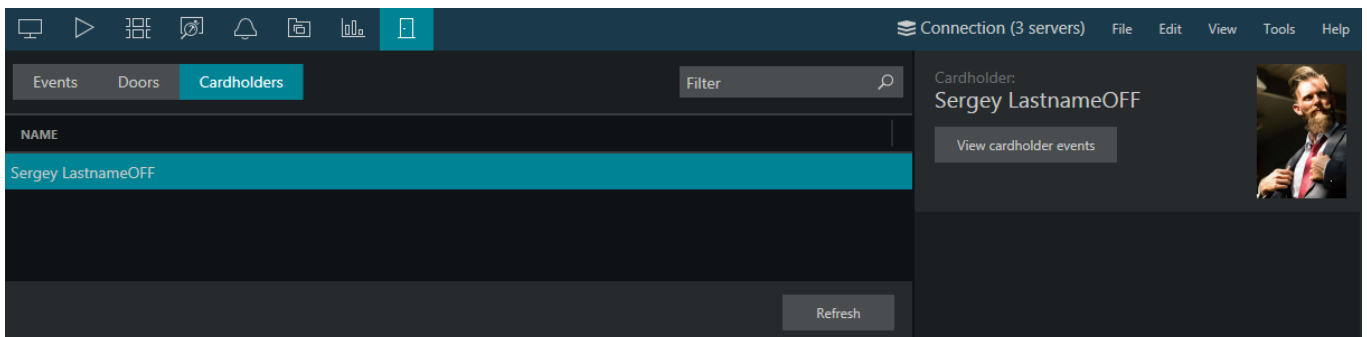 Connection (3 servers) File Edit View Tools Help
Events Doors Cardholders Filter
NAME
Sergey LastnameOFF
Refresh
Cardholder:
Sergey LastnameOFF
View cardholder events